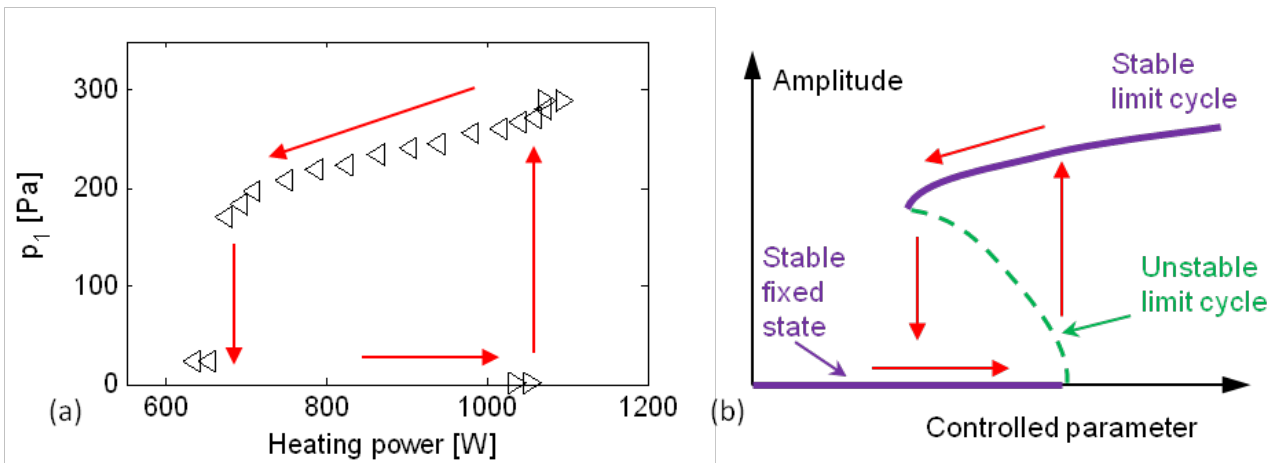 300
200
100
0
p1 [Pa]
600
800
1000
1200
Heating power [W]
(a)
Amplitude
Stable
limit cycle
Stable
fixed
state
Unstable
limit cycle
Controlled parameter
(b)